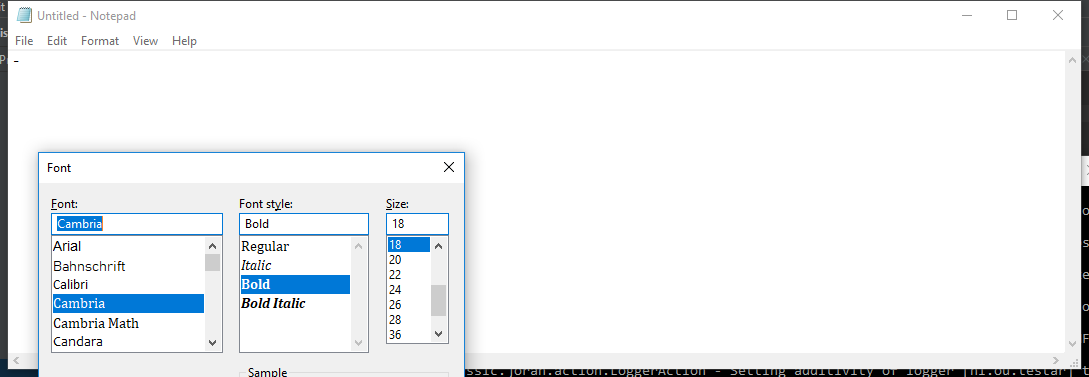 Untitled - Notepad
File Edit Format View Help
-
Font
Font: Font style: Size:
Cambria Bold 18
Arial Regular 18
Bahnschrift Italic 20
Calibri Bold 22
Cambria Bold Italic 24
Cambria Math 26
Candara 28
36
Sample
ssic.joran.action.LoggerAction - Setting additivity of logger [nl.ou.testar] t